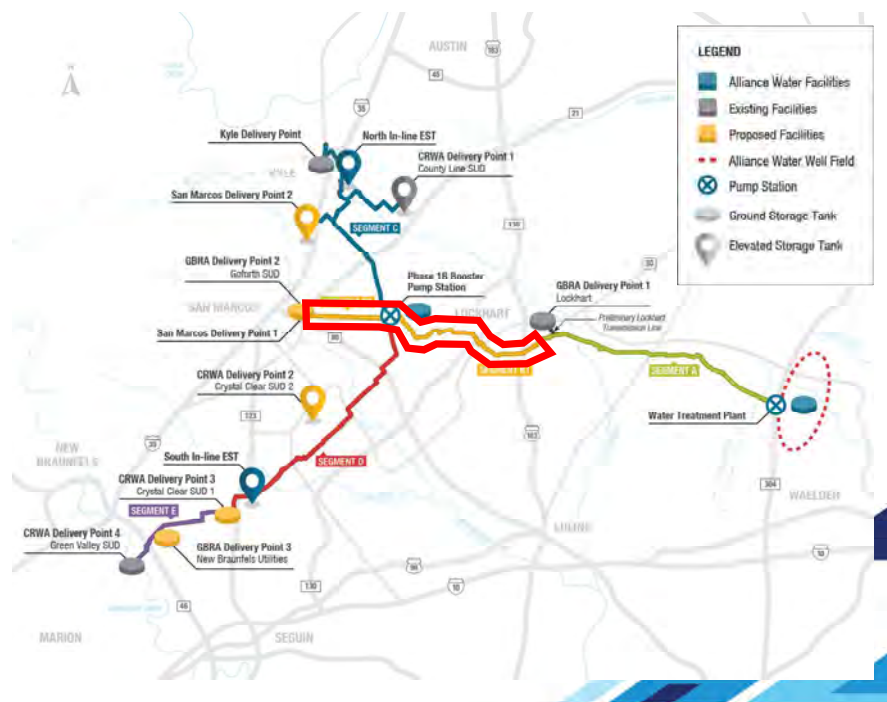 AUSTIN
183
45
35
21
LEGEND
Alliance Water Facilities
Existing Facilities
Proposed Facilities
Alliance Water Well Field
Pump Station
Ground Storage Tank
Elevated Storage Tank
Kyle Delivery Point
North In-line EST
KYLE
CRWA Delivery Point 1
County Line SUD
San Marcos Delivery Point 2
SEGMENT C
130
GBRA Delivery Point 2
Goforth SUD
SAN MARCOS
San Marcos Delivery Point 1
80
Phase 1B Booster
Pump Station
LOCKHART
GBRA Delivery Point 1
Lockhart
Preliminary Lockhart
Transmission Line
SEGMENT A
CRWA Delivery Point 2
Crystal Clear SUD 2
123
Water Treatment Plant
NEW
BRAUNFELS
35
South In-line EST
SEGMENT D
183
CRWA Delivery Point 3
Crystal Clear SUD 1
SEGMENT E
304
WAELDER
CRWA Delivery Point 4
Green Valley SUD
GBRA Delivery Point 3
New Braunfels Utilities
LULING
10
130
10
46
MARION
SEGUIN